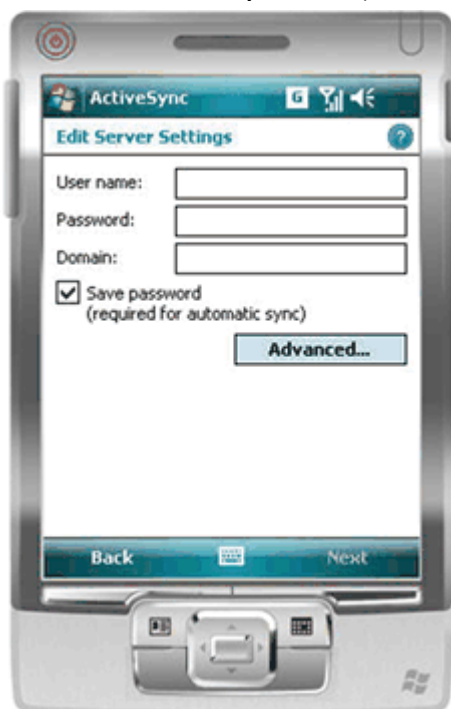 ActiveSync
G
Edit Server Settings
?
User name:
Password:
Domain:
Save password
(required for automatic sync)
Advanced...
Back
Next